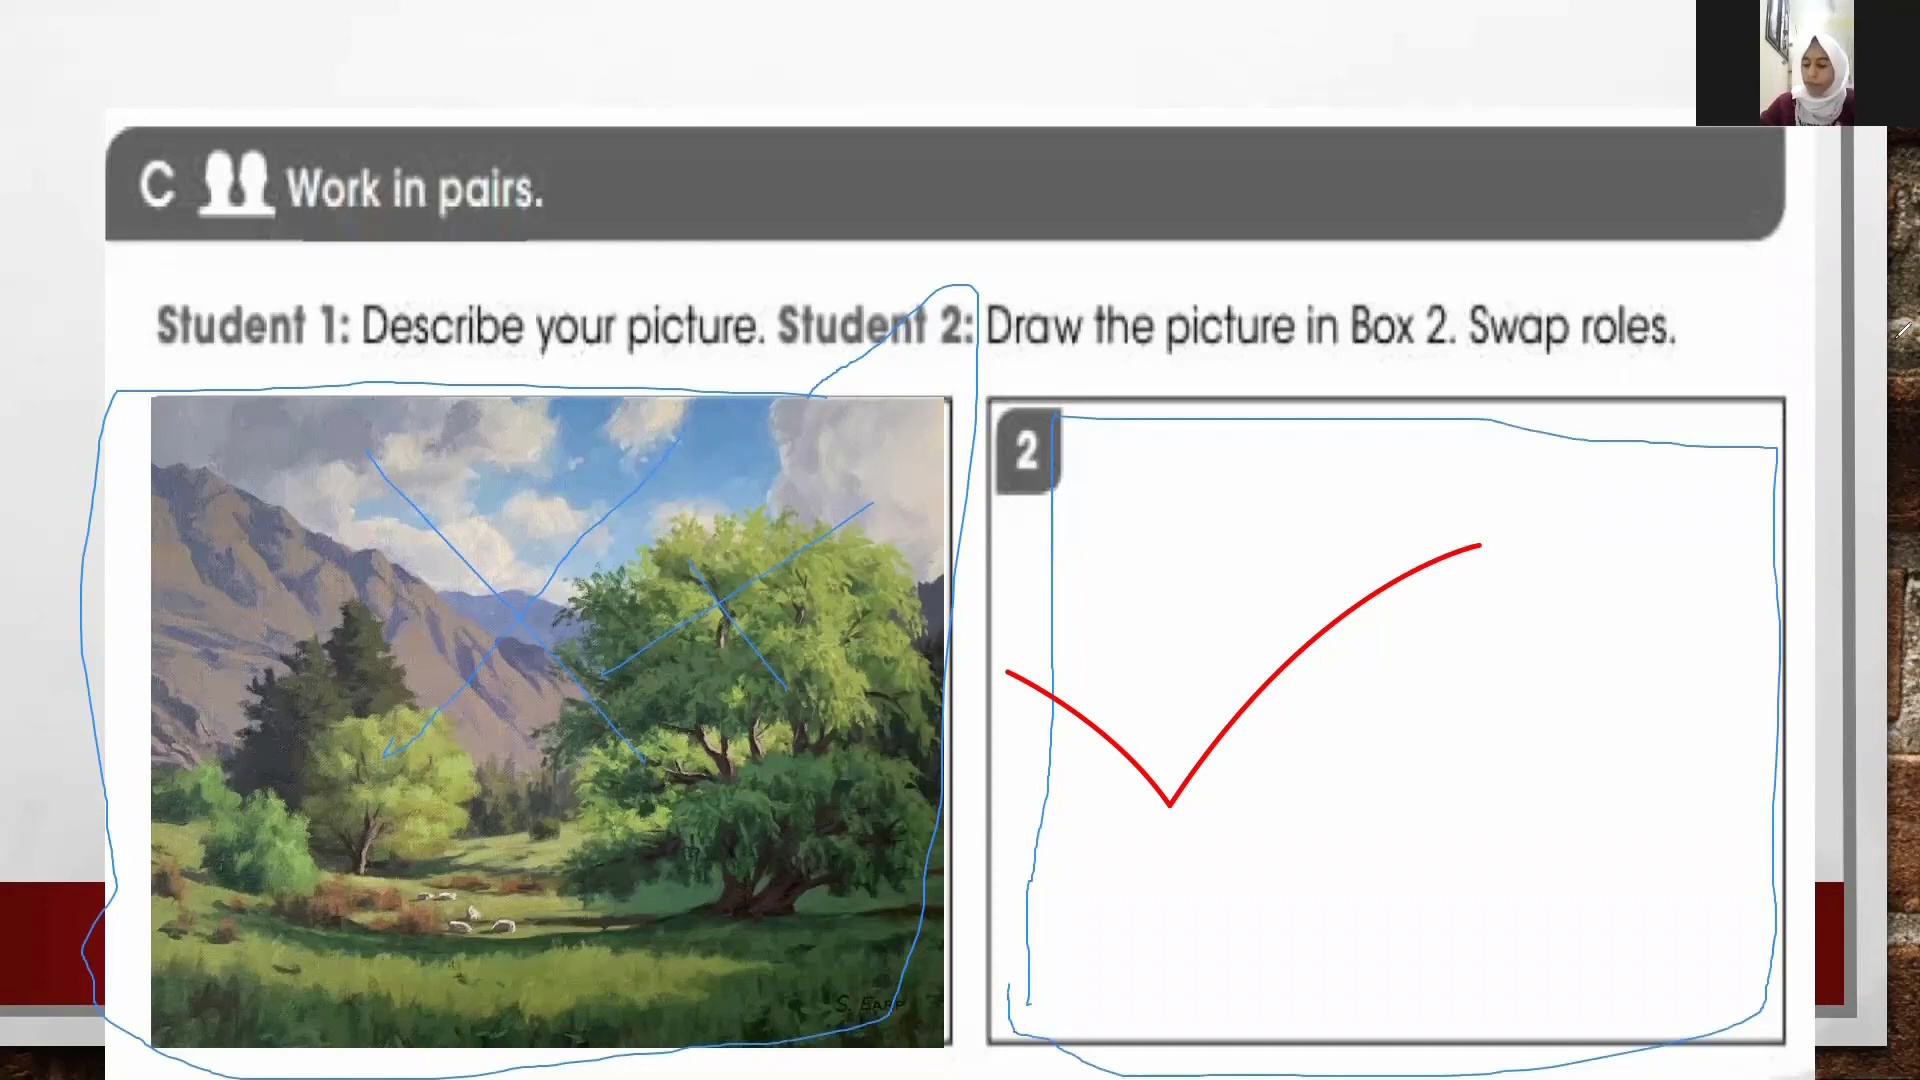 C Work in pairs.
Student 1: Describe your picture. Student 2: Draw the picture in Box 2. Swap roles.
2
S. EARP